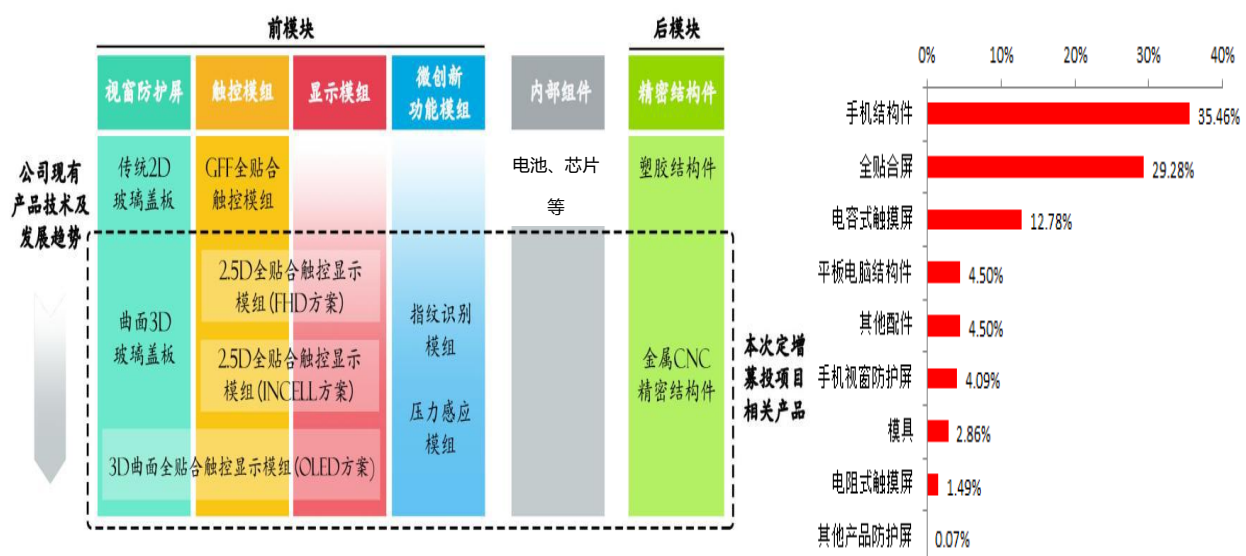 前模块
后模块
视窗防护屏
触控模组
显示模组
微创新
功能模组
内部组件
精密结构件
公司现有
产品技术及
发展趋势
传统2D
玻璃盖板
GFF全贴合
触控模组
电池、芯片
等
塑胶结构件
2.5D全贴合触控显示
模组(FHD方案)
曲面3D
玻璃盖板
2.5D全贴合触控显示
模组(INCELL方案)
指纹识别
模组
压力感应
模组
金属CNC
精密结构件
3D曲面全贴合触控显示模组(OLED方案)
本次定增
募投项目
相关产品
0%
10%
20%
30%
40%
手机结构件
35.46%
全贴合屏
29.28%
电容式触摸屏
12.78%
平板电脑结构件
4.50%
其他配件
4.50%
手机视窗防护屏
4.09%
模具
2.86%
电阻式触摸屏
1.49%
其他产品防护屏
0.07%